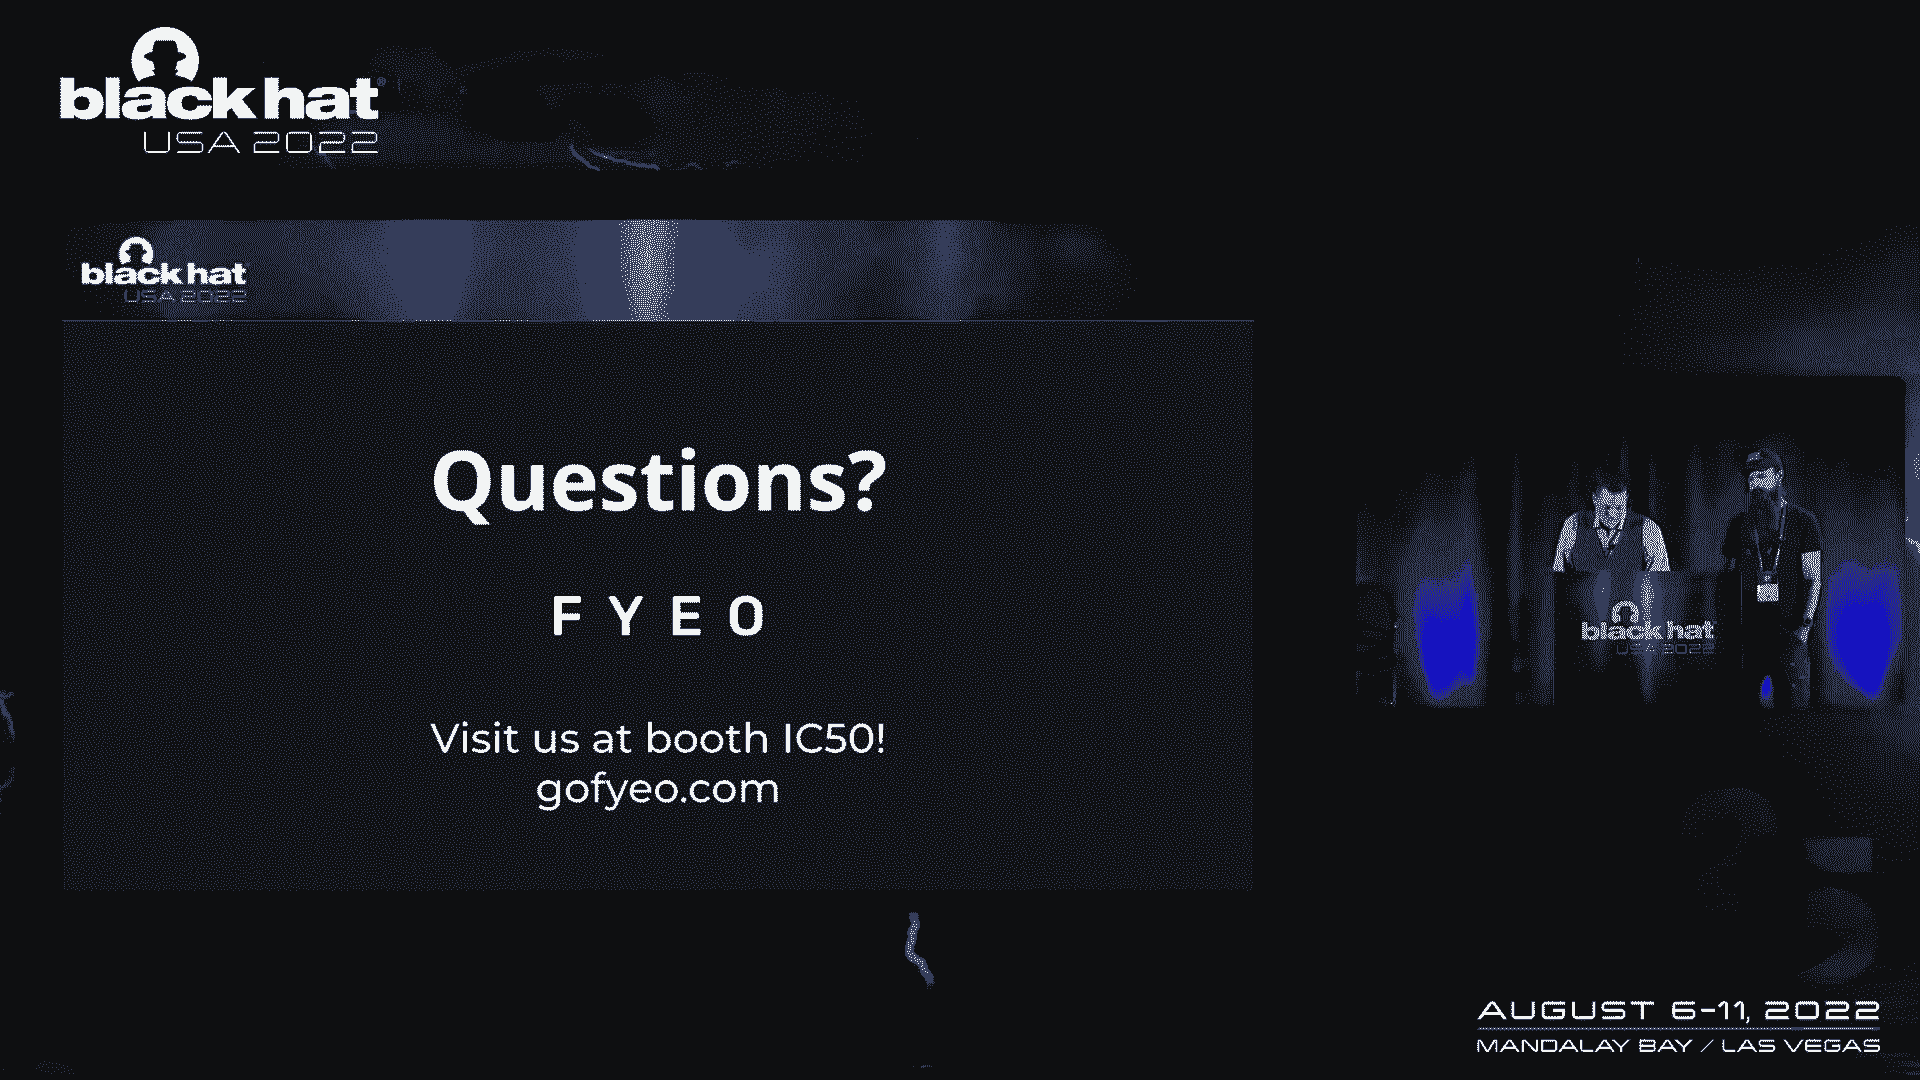 black hat®
USA 2022
black hat
USA 2022
Questions?
FYEO
Visit us at booth IC50!
gofyeo.com
black hat
USA 2022
AUGUST 6-11, 2022
MANDALAY BAY / LAS VEGAS